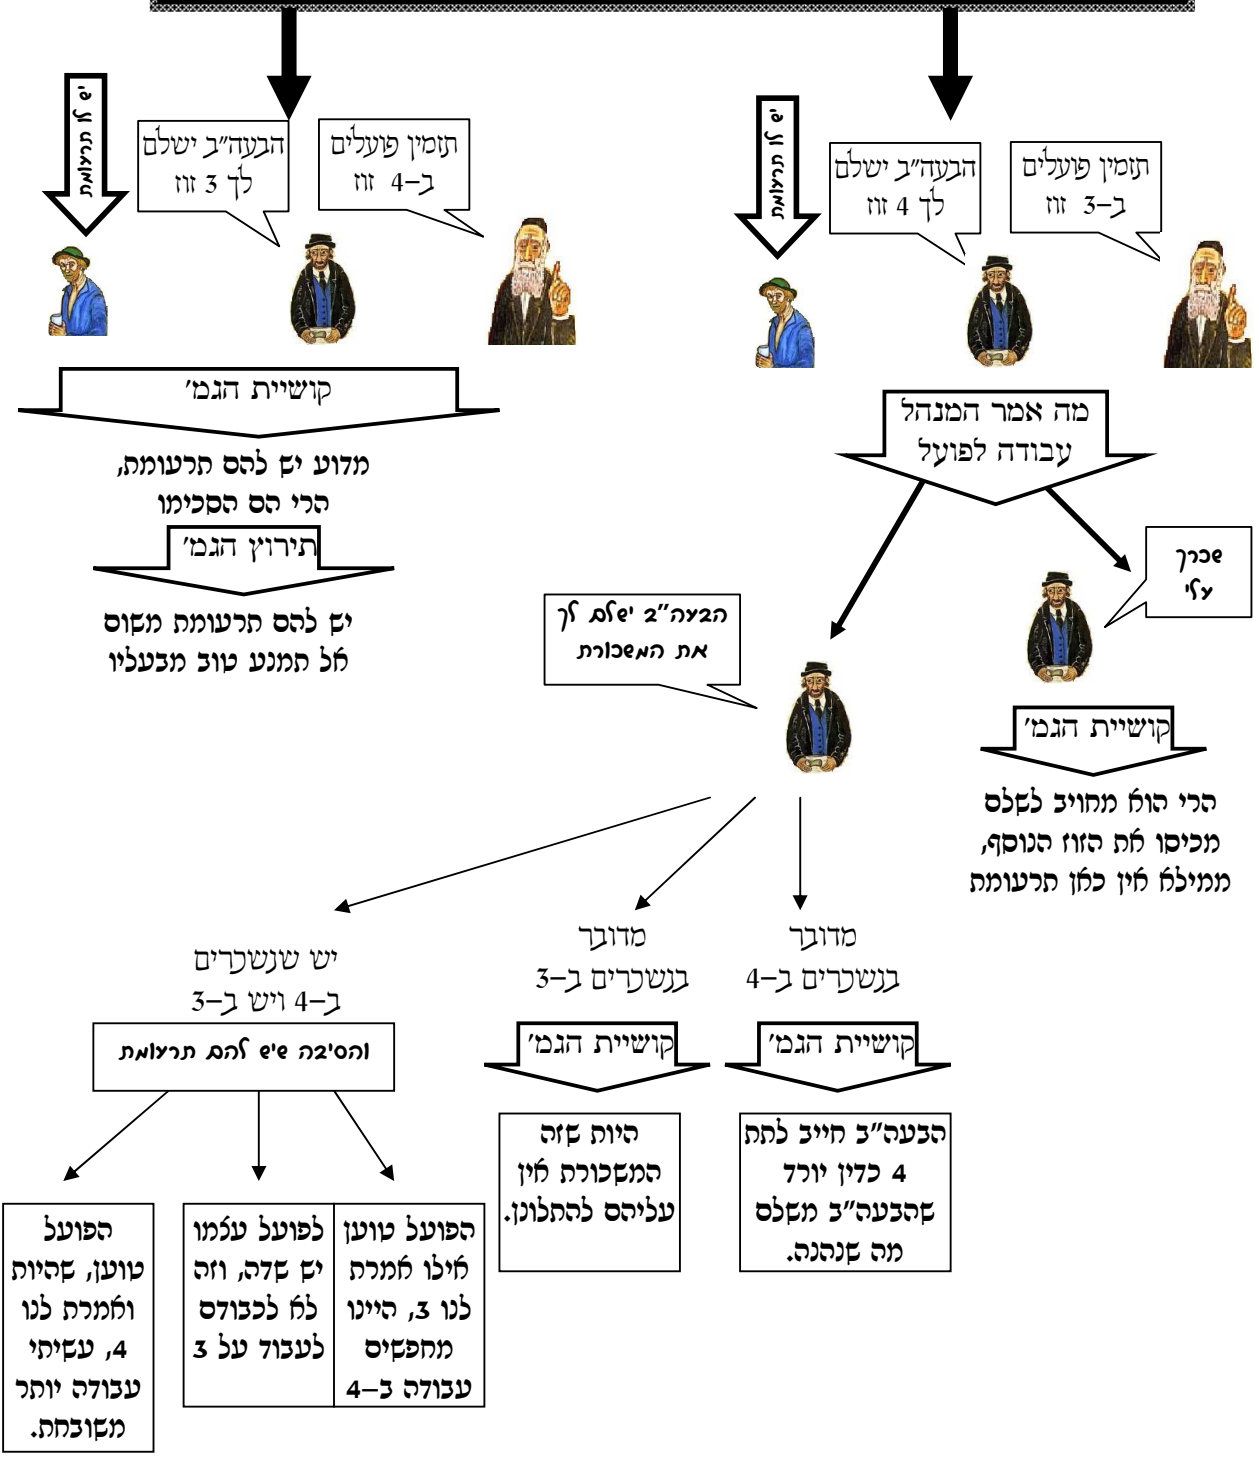 תזמין פועלים
ב-3 זוז
הבעה"ב ישלם
לך 4 זוז
יש לו תרעומת
מה אמר המנהל
עבודה לפועל
שכרך
עלי
קושיית הגמ'
הרי הוא מחויב לשלם
מכיסו את הזוז הנוסף,
ממילא אין כאן תרעומת
הבעה"ב ישלם לך
את המשכורת
מדובר
בנשכרים ב-4
קושיית הגמ'
הבעה"ב חייב לתת
4 כדין יורד
שהבעה"ב משלם
מה שנהנה.
מדובר
בנשכרים ב-3
קושיית הגמ'
היות שזה
המשכורת אין
עליהם להתלונן.
יש שנשכרים
ב-4 ויש ב-3
והסיבה שיש להם תרעומת
הפועל טוען
אילו אמרת
לנו 3, היינו
מחפשים
עבודה ב-4
לפועל עצמו
יש שדה, וזה
לא לכבודם
לעבוד על 3
הפועל
טוען, שהיות
ואמרת לנו
4, עשיתי
עבודה יותר
משובחת.
תזמין פועלים
ב-4 זוז
הבעה"ב ישלם
לך 3 זוז
יש לו תרעומת
קושיית הגמ'
מדוע יש להם תרעומת,
הרי הם הסכימו
תירוץ הגמ'
יש להם תרעומת משום
אל תמנע טוב מבעליו